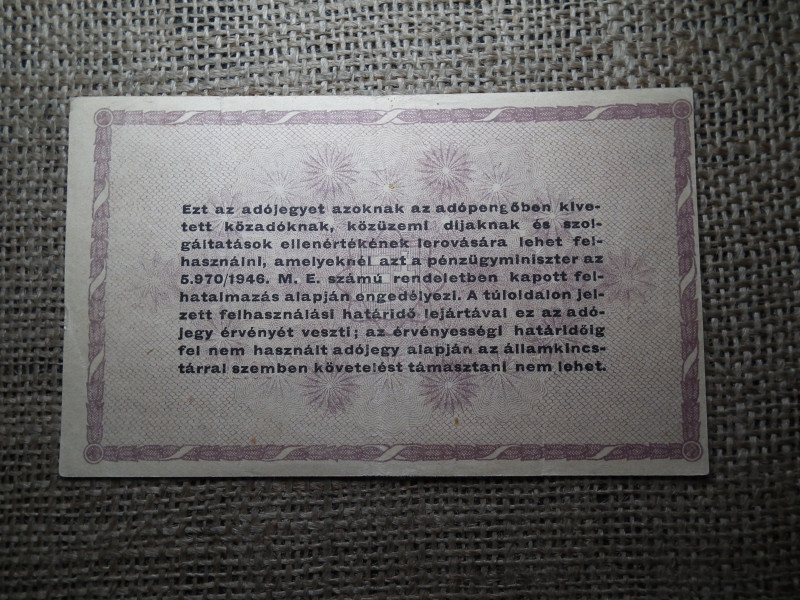 Ezt az adójegyet azoknak az adópengőben kive-
tett közadóknak, közüzemi dijaknak és szol-
gáltatások ellenértékének lerovására lehet fel-
használni, amelyeknél azt a pénzügyminiszter az
5.970/1946. M. E. számú rendeletben kapott fel-
hatalmazás alapján engedélyezi. A túloldalon jel-
zett felhasználási határidő lejártával ez az adó-
jegy érvényét veszti; az érvényességi határidőig
fel nem használt adójegy alapján az államkincs-
tárral szemben követelést támasztani nem lehet.